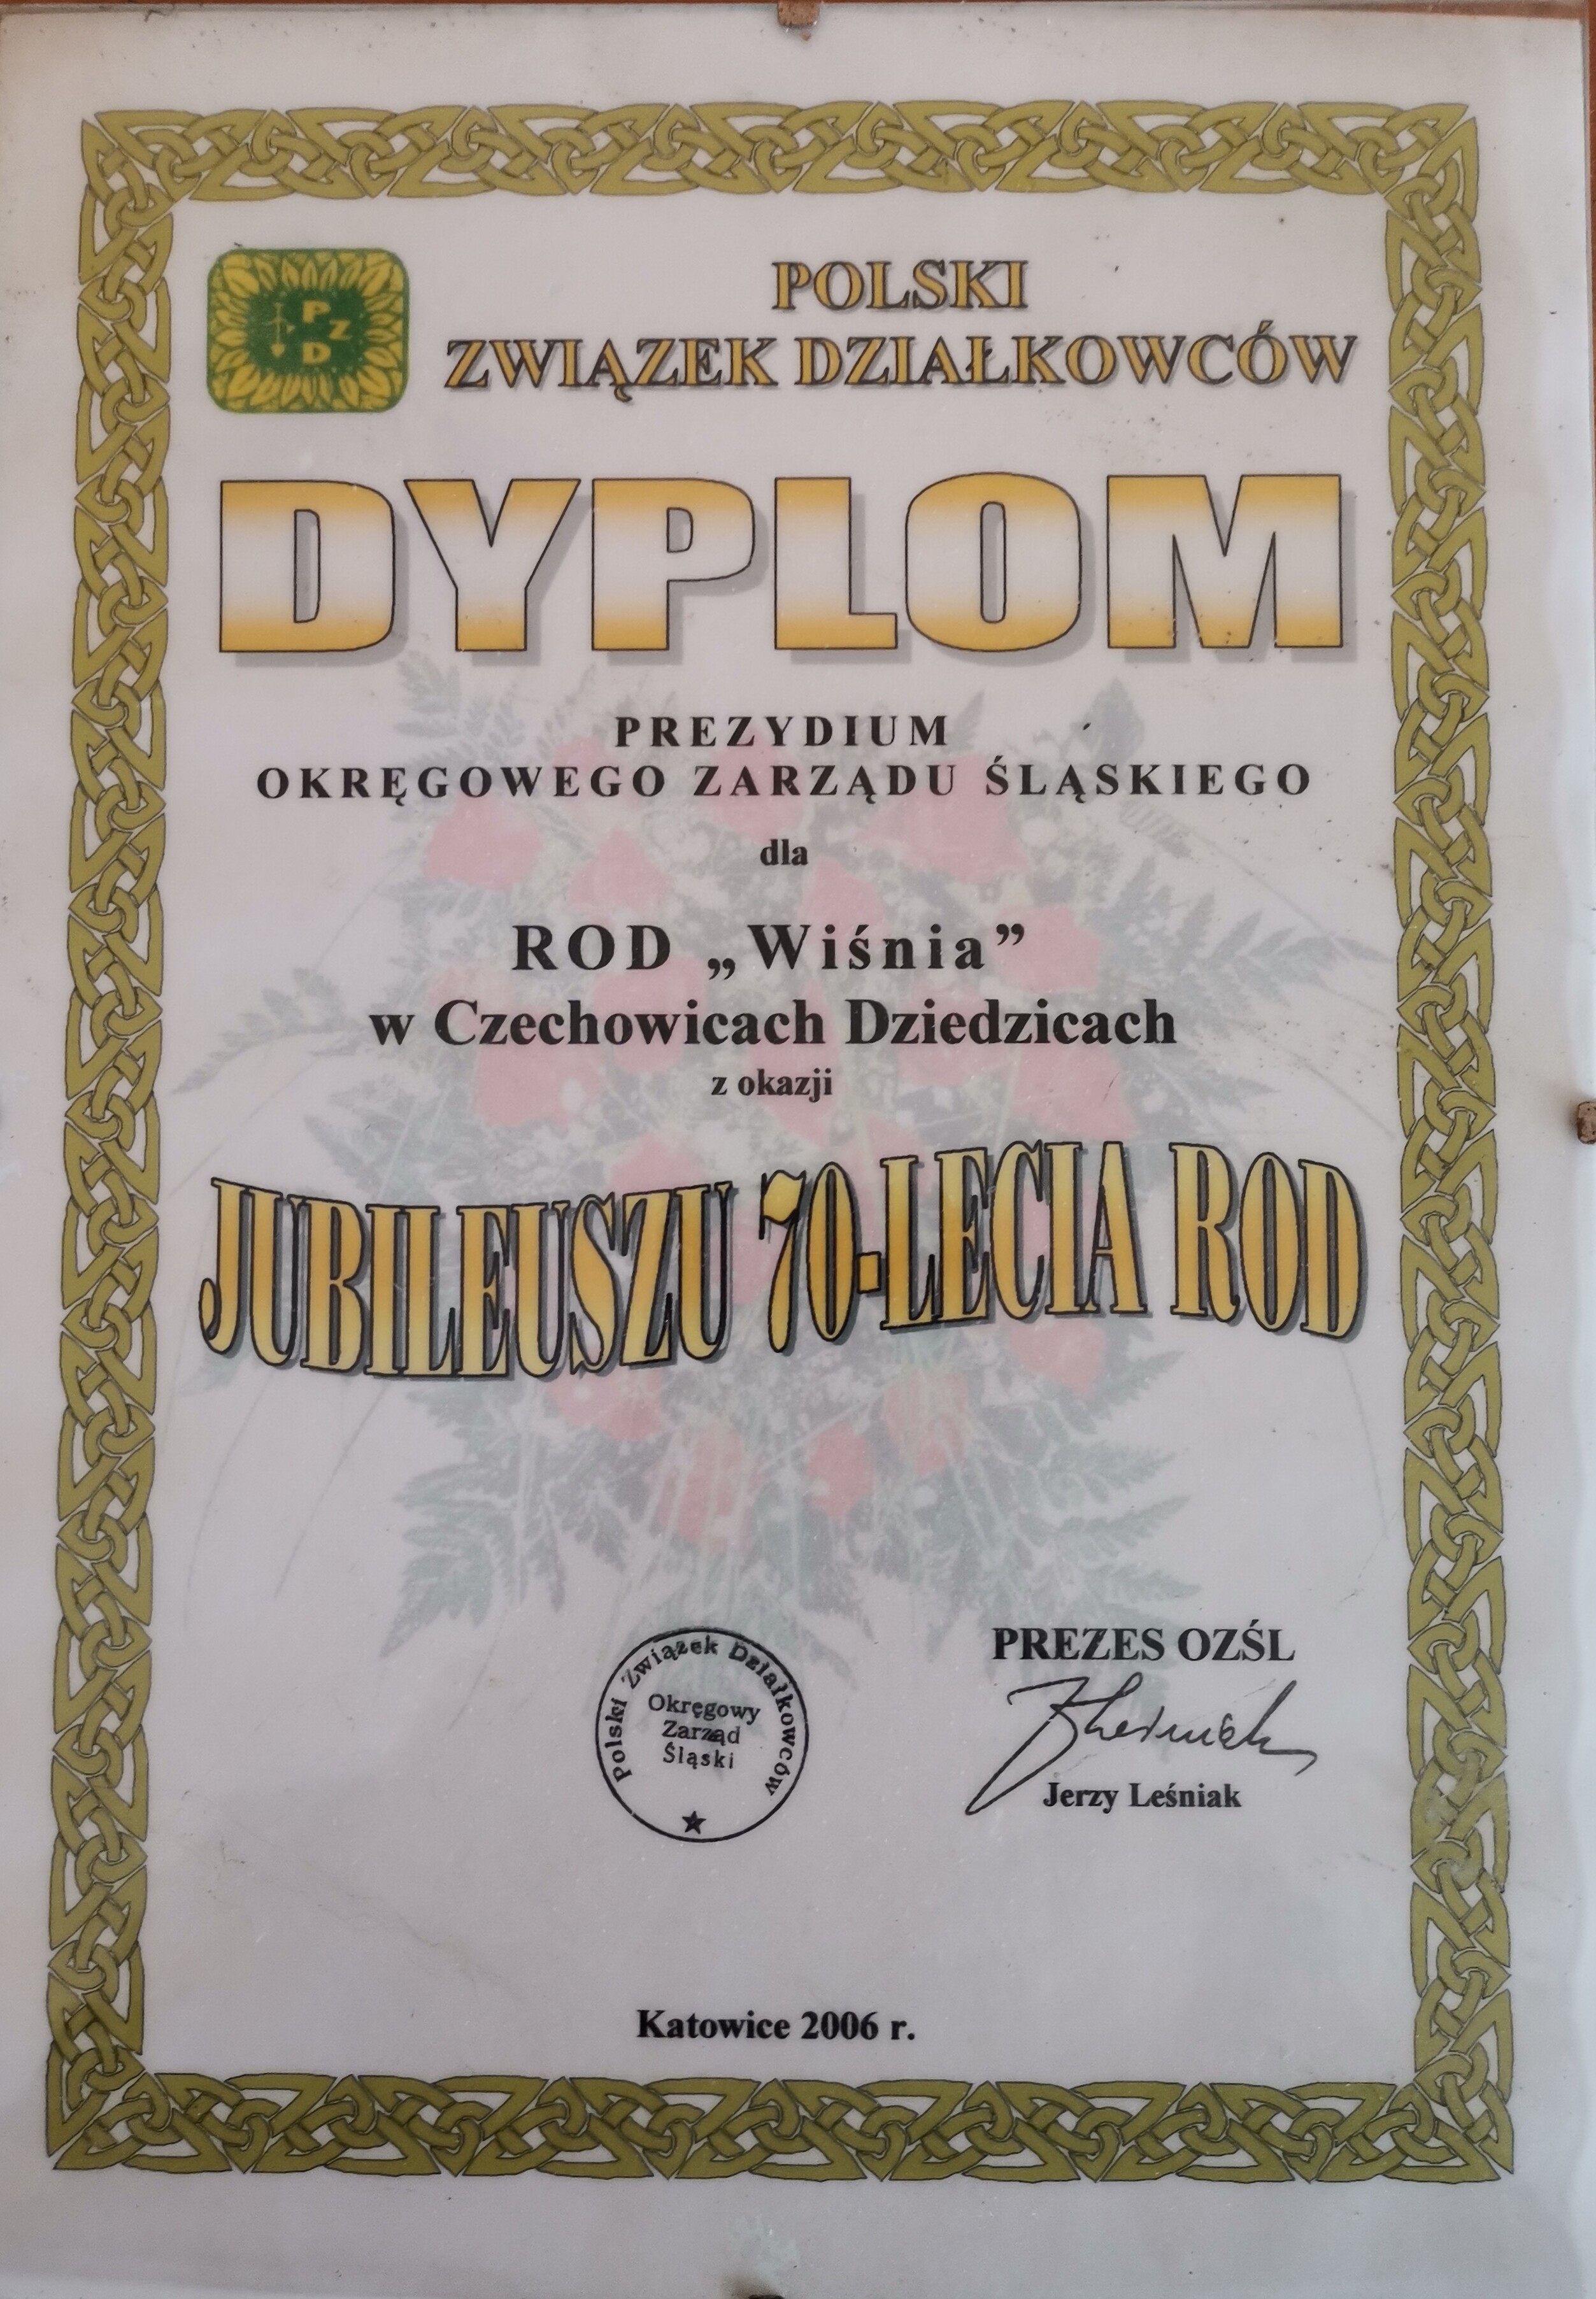 P
Z
D
POLSKI
ZWIĄZEK DZIAŁKOWCÓW
DYPLOM
PREZYDIUM
OKRĘGOWEGO ZARZĄDU ŚLĄSKIEGO
dla
ROD „Wiśnia”
w Czechowicach Dziedzicach
z okazji
JUBILEUSZU 70-LECIA ROD
Polski Związek Działkowców
Okręgowy
Zarząd
Śląski
PREZES OZŚL
Jerzy Leśniak
Katowice 2006 r.